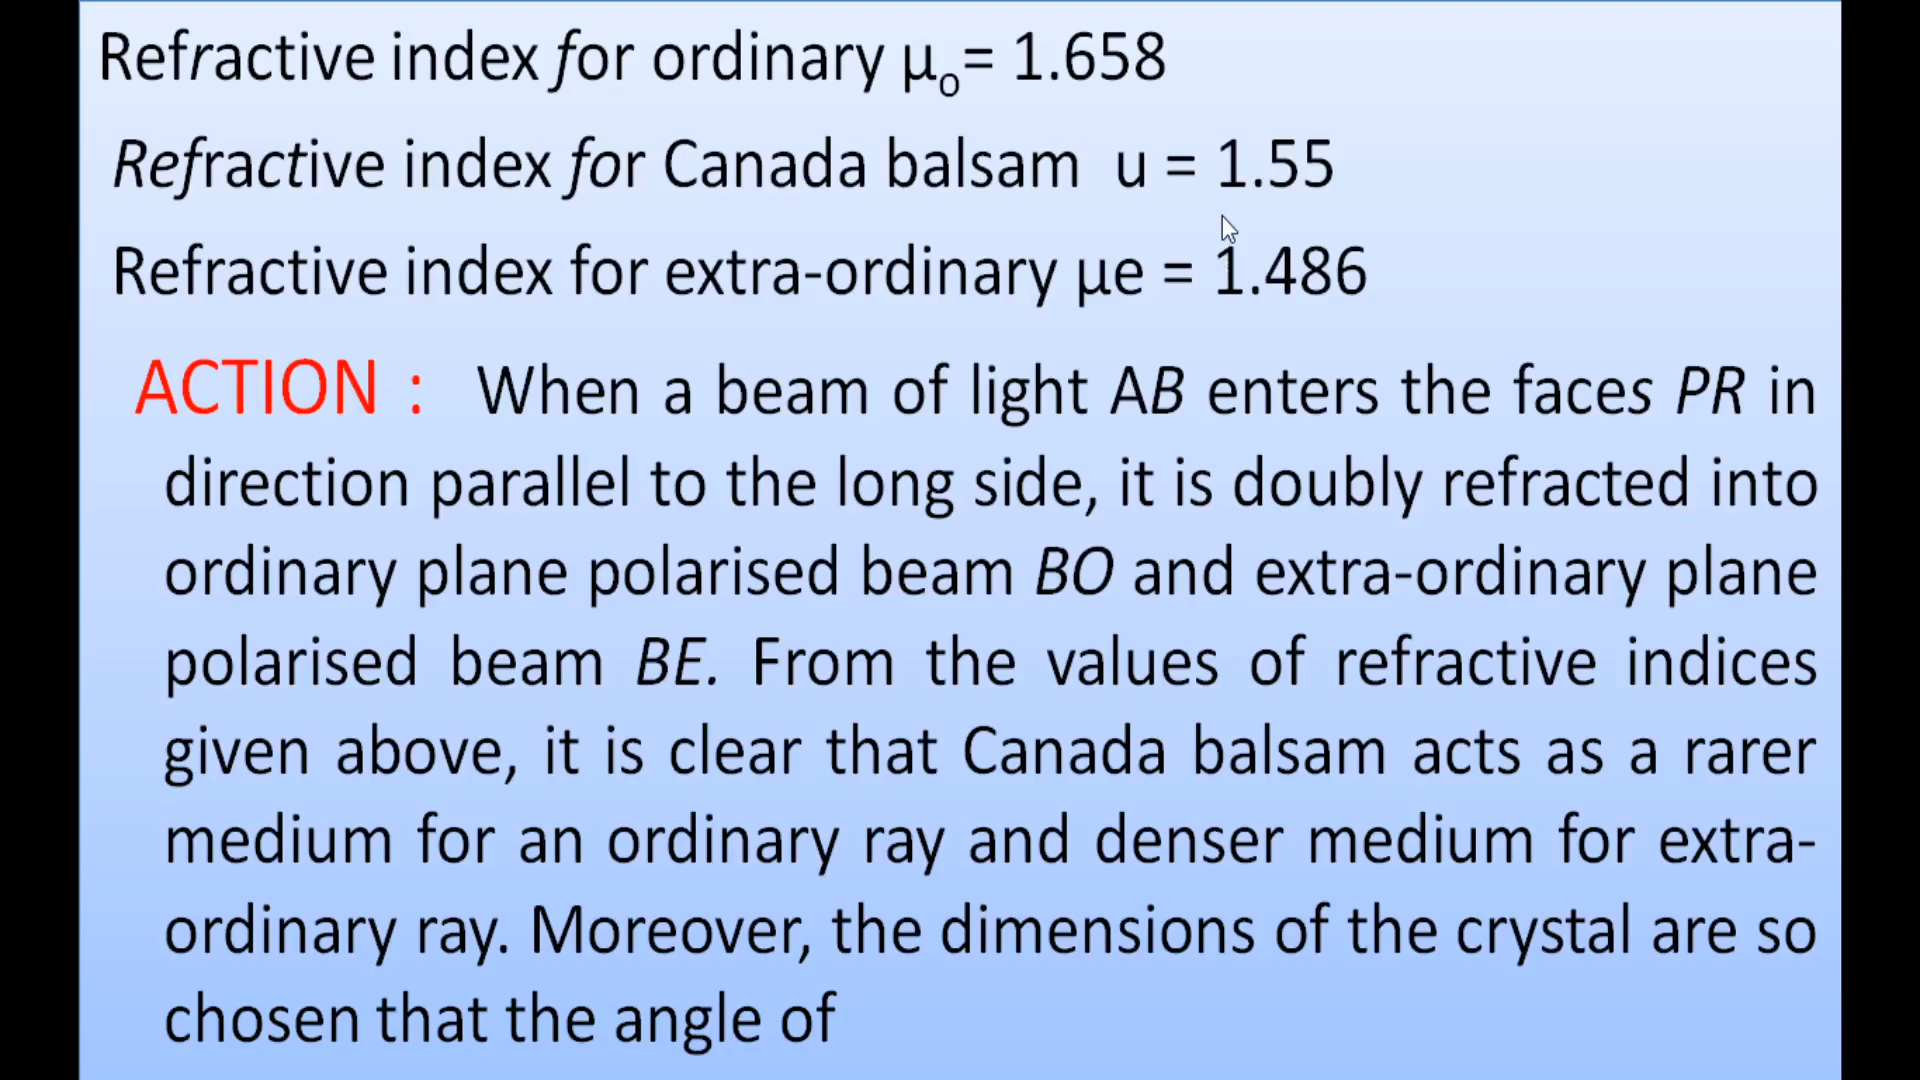 Refractive index for ordinary μo= 1.658
Refractive index for Canada balsam u = 1.55
Refractive index for extra-ordinary μe = 1.486
ACTION : When a beam of light AB enters the faces PR in
direction parallel to the long side, it is doubly refracted into
ordinary plane polarised beam BO and extra-ordinary plane
polarised beam BE. From the values of refractive indices
given above, it is clear that Canada balsam acts as a rarer
medium for an ordinary ray and denser medium for extra-
ordinary ray. Moreover, the dimensions of the crystal are so
chosen that the angle of